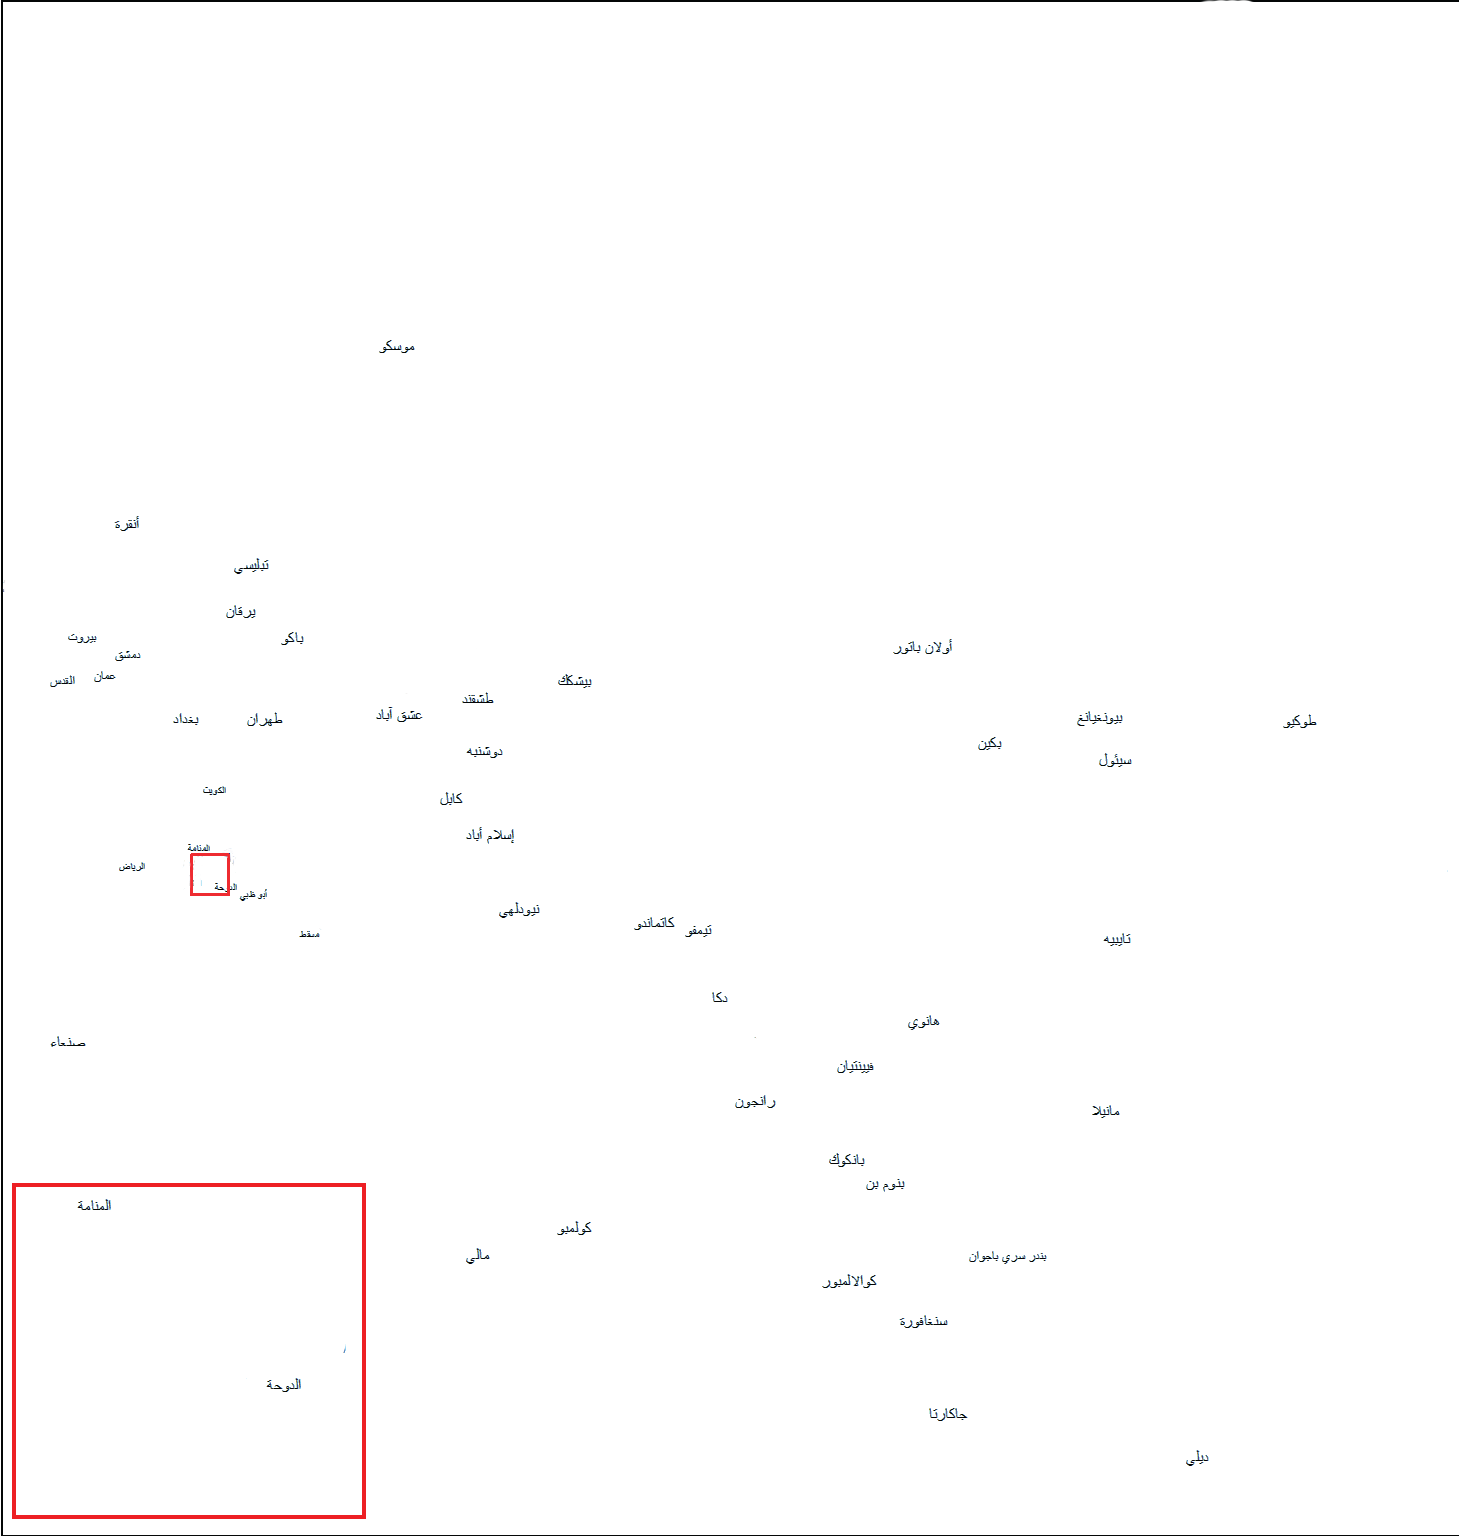 موسكو
أنقرة
تبليسي
يرقان
بيروت
باكو
أولان باتور
دمشق
عمان
القدس
بيشكك
طشقند
عشق آباد
طهران
بغداد
بيونغيانغ
طوكيو
بكين
دوشنبه
سيئول
الكويت
كابل
إسلام أباد
المنامة
الرياض
الدوحة
أبو ظبي
نيودلهي
كاتماندو
تيمفو
مسقط
تايبيه
دكا
هانوي
صنعاء
فيينتيان
رانجون
مانيلا
بانكوك
بنوم بن
المنامة
كولمبو
مالي
بندر سري باجوان
كوالالمبور
سنغافورة
الدوحة
جاكارتا
ديلي